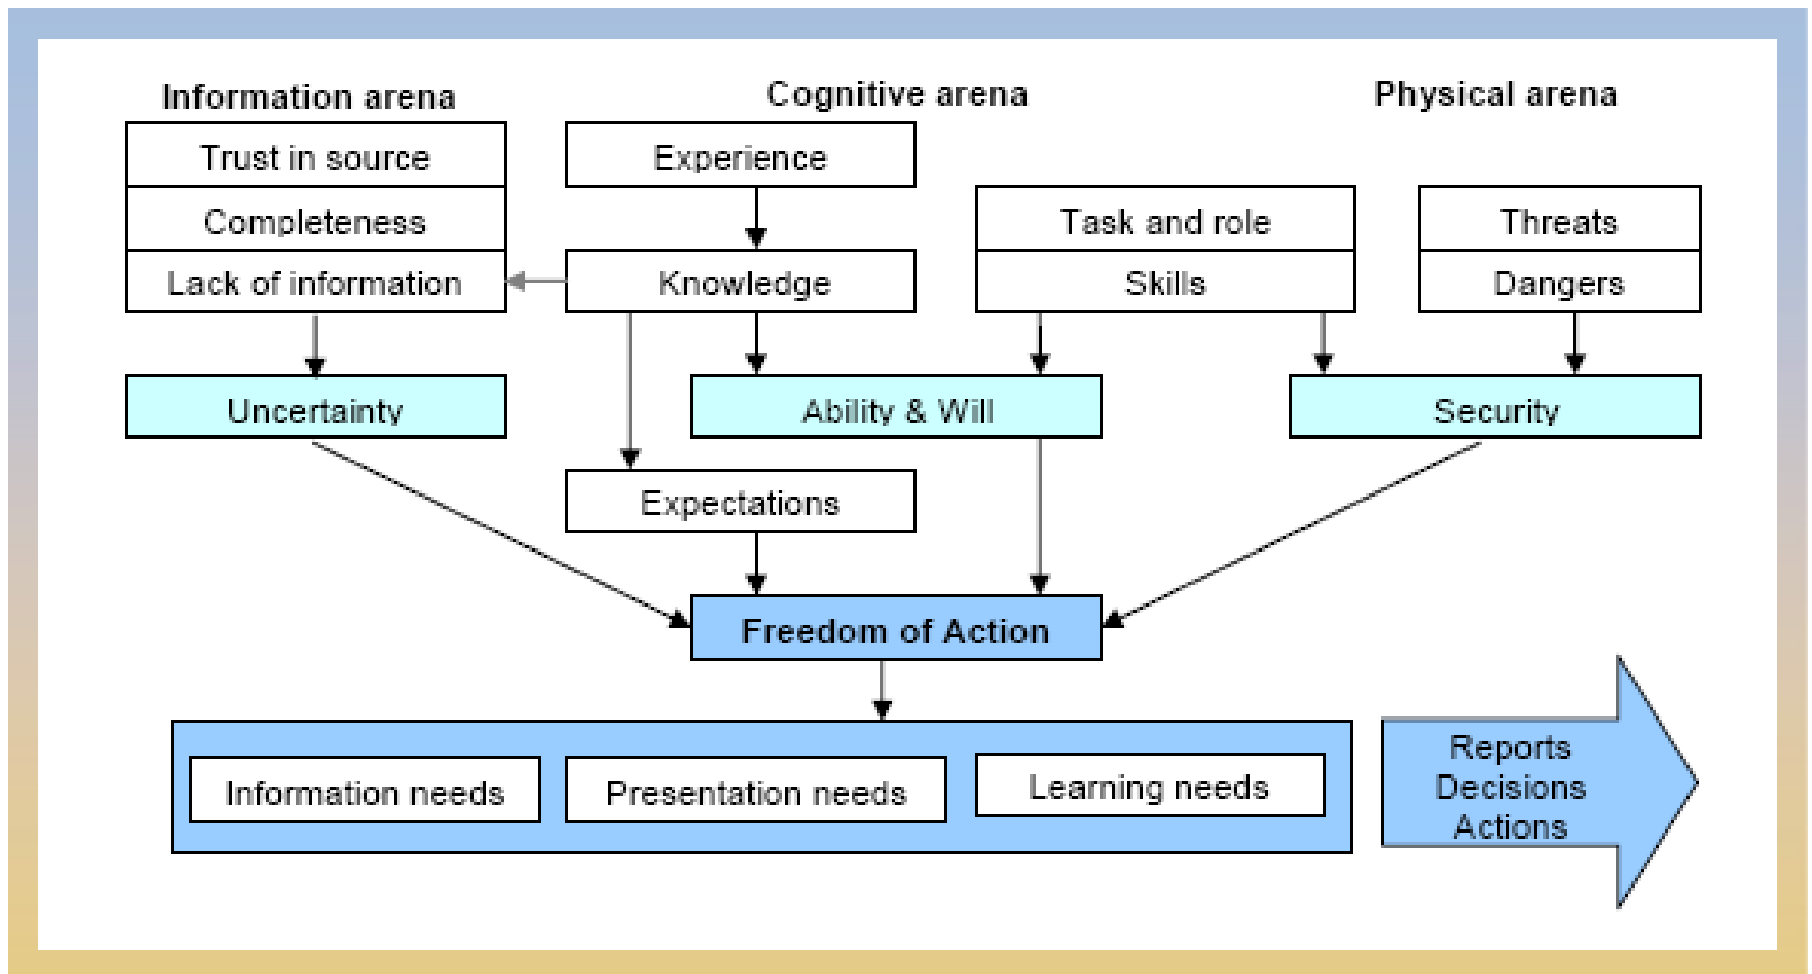 Information arena
Cognitive arena
Physical arena
Trust in source
Experience
Completeness
Task and role
Threats
Lack of information
Knowledge
Skills
Dangers
Uncertainty
Ability & Will
Security
Expectations
Freedom of Action
Information needs
Presentation needs
Learning needs
Reports
Decisions
Actions